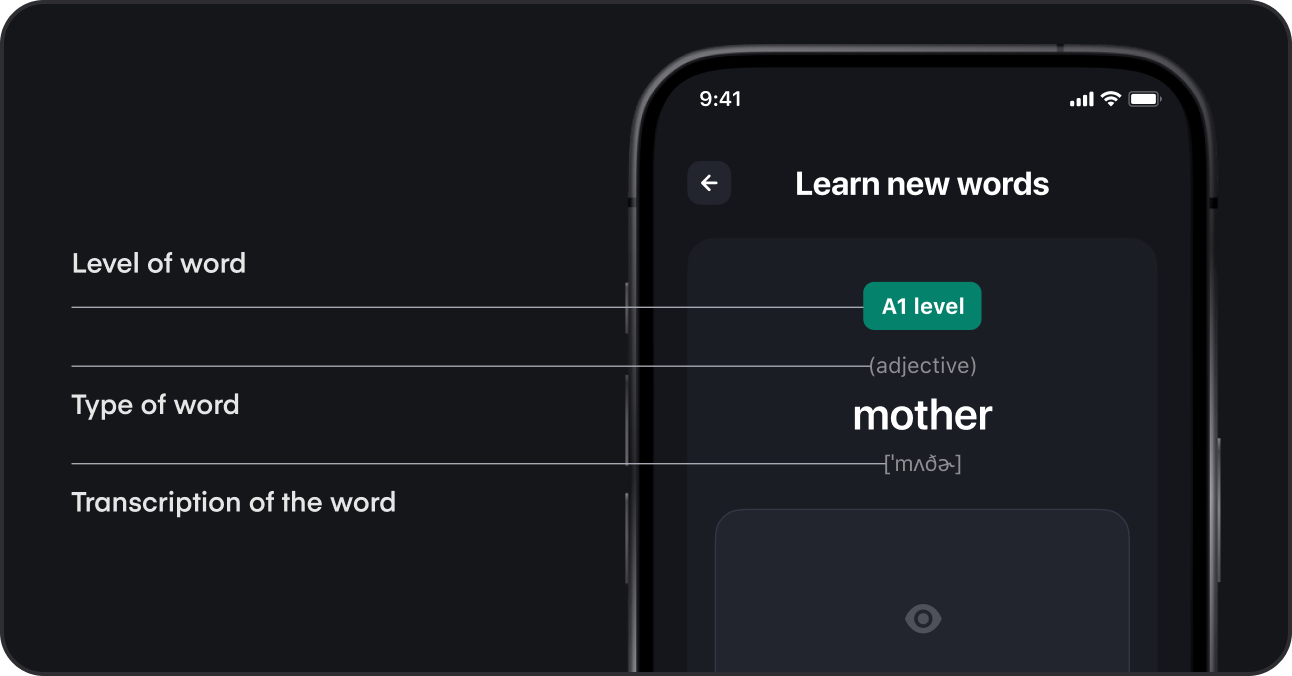 9:41
Learn new words
Level of word
A1 level
(adjective)
Type of word
mother
[ˈmʌðɚ]
Transcription of the word